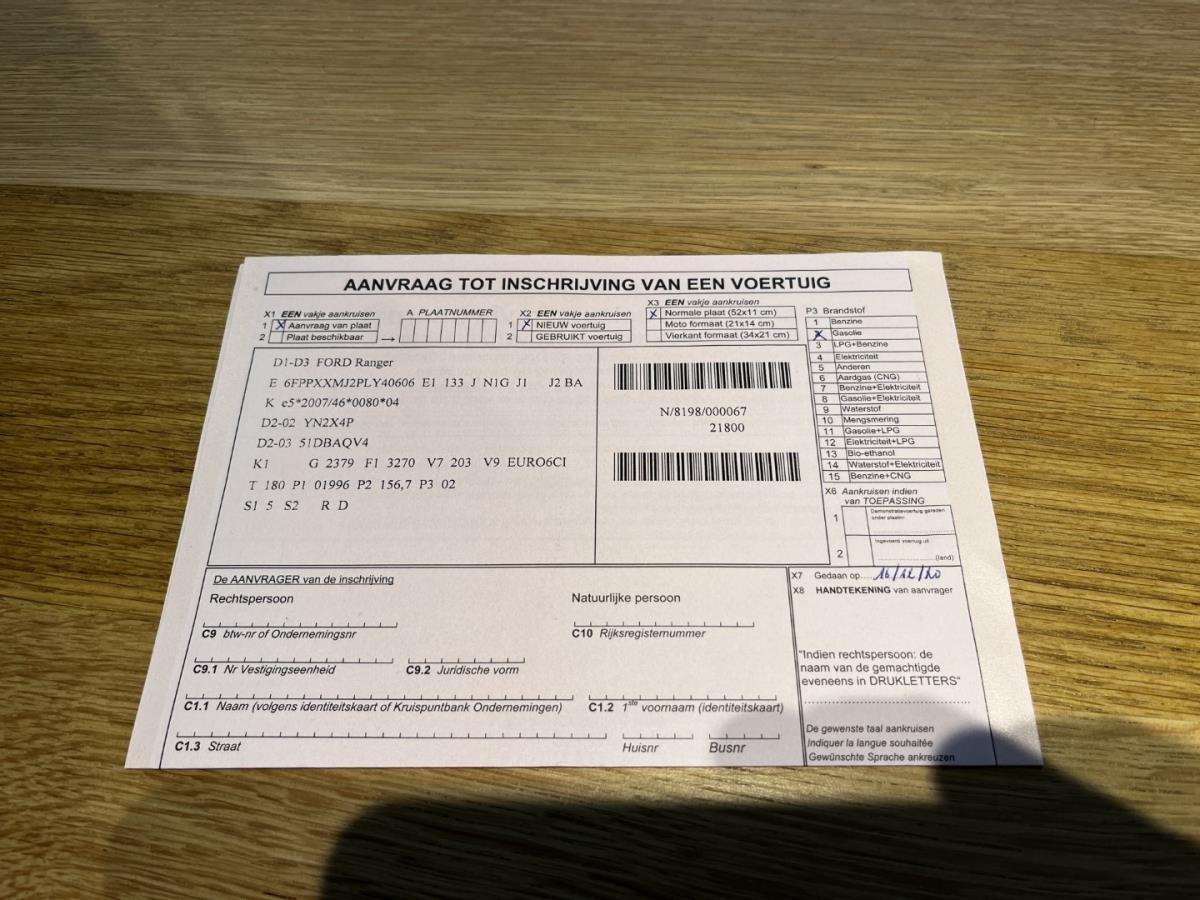 AANVRAAG TOT INSCHRIJVING VAN EEN VOERTUIG
X1 EEN vakje aankruisen
1 X Aanvraag van plaat
2 Plaat beschikbaar →
A PLAATNUMMER
X2 EEN vakje aankruisen
1 X NIEUW voertuig
2 GEBRUIKT voertuig
X3 EEN vakje aankruisen
X Normale plaat (52x11 cm)
Moto formaat (21x14 cm)
Vierkant formaat (34x21 cm)
P3 Brandstof
1 Benzine
X Gasolie
3 LPG+Benzine
4 Elektriciteit
5 Anderen
6 Aardgas (CNG)
7 Benzine+Elektriciteit
8 Gasolie+Elektriciteit
9 Waterstof
10 Mengsmering
11 Gasolie+LPG
12 Elektriciteit+LPG
13 Bio-ethanol
14 Waterstof+Elektriciteit
15 Benzine+CNG
X6 Aankruisen indien
van TOEPASSING
1 Demonstratievoertuig gereden
onder plaatnr.
2 Ingevoerd voertuig uit
(land)
D1-D3 FORD Ranger
E 6FPPXXMJ2PLY40606 E1 133 J N1G J1 J2 BA
K e5*2007/46*0080*04
D2-02 YN2X4P
D2-03 51DBAQV4
K1 G 2379 F1 3270 V7 203 V9 EURO6CI
T 180 P1 01996 P2 156,7 P3 02
S1 5 S2 R D
N/8198/000067
21800
De AANVRAGER van de inschrijving
Rechtspersoon
Natuurlijke persoon
C9 btw-nr of Ondernemingsnr
C10 Rijksregisternummer
C9.1 Nr Vestigingseenheid
C9.2 Juridische vorm
C1.1 Naam (volgens identiteitskaart of Kruispuntbank Ondernemingen)
C1.2 1ste voornaam (identiteitskaart)
C1.3 Straat
Huisnr
Busnr
X7 Gedaan op.....16/12/20
X8 HANDTEKENING van aanvrager
"Indien rechtspersoon: de
naam van de gemachtigde
eveneens in DRUKLETTERS"
De gewenste taal aankruisen
Indiquer la langue souhaitée
Gewünschte Sprache ankreuzen